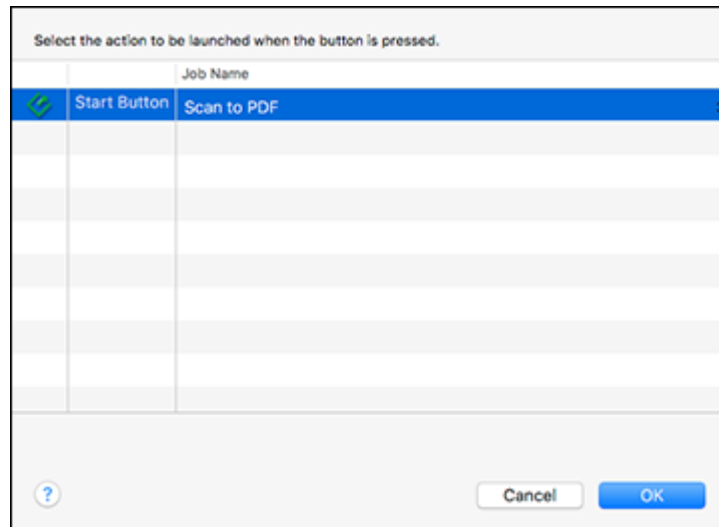 Select the action to be launched when the button is pressed.
Job Name
Start Button Scan to PDF
?
Cancel OK